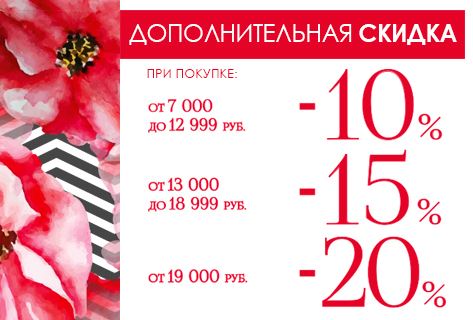 ДОПОЛНИТЕЛЬНАЯ СКИДКА
ПРИ ПОКУПКЕ:
ОТ 7 000
ДО 12 999 РУБ.
-10%
ОТ 13 000
ДО 18 999 РУБ.
-15%
ОТ 19 000 РУБ.
-20%